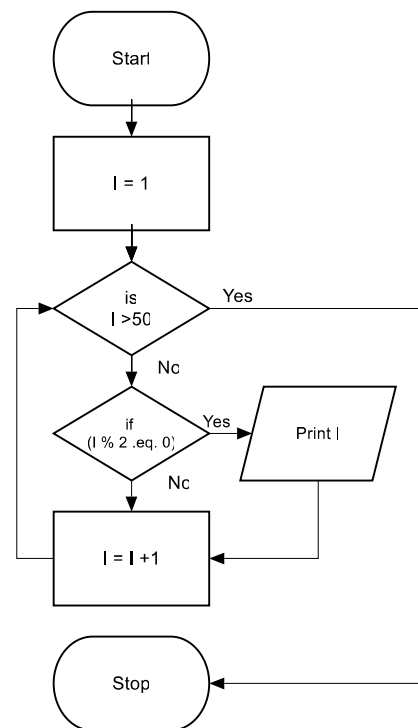 Start
I = 1
is
I >50
Yes
No
if
(I % 2 .eq. 0)
Yes
Print I
No
I = I +1
Stop